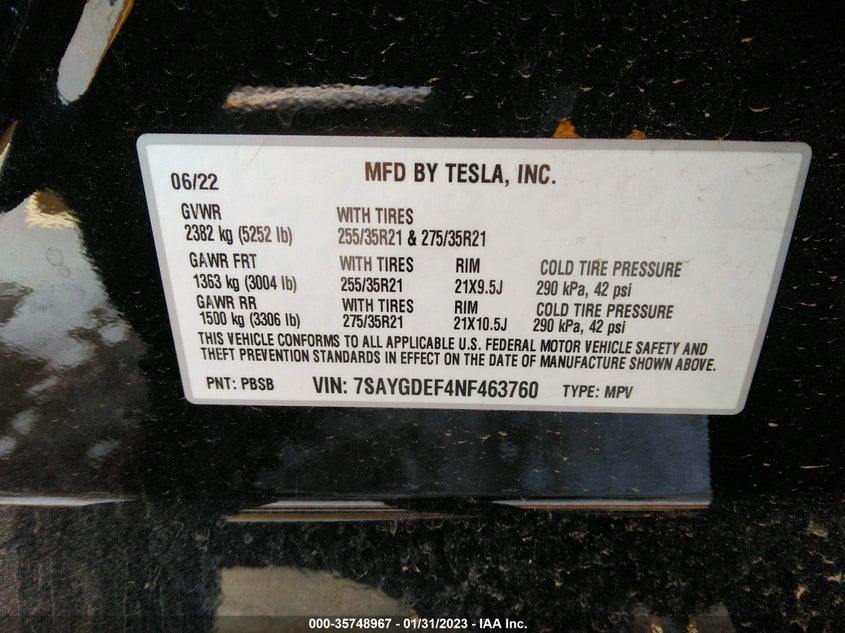 06/22 MFD BY TESLA, INC.
GVWR WITH TIRES
2382 kg (5252 lb) 255/35R21 & 275/35R21
GAWR FRT WITH TIRES RIM COLD TIRE PRESSURE
1363 kg (3004 lb) 255/35R21 21X9.5J 290 kPa, 42 psi
GAWR RR WITH TIRES RIM COLD TIRE PRESSURE
1500 kg (3306 lb) 275/35R21 21X10.5J 290 kPa, 42 psi
THIS VEHICLE CONFORMS TO ALL APPLICABLE U.S. FEDERAL MOTOR VEHICLE SAFETY AND
THEFT PREVENTION STANDARDS IN EFFECT ON THE DATE OF MANUFACTURE SHOWN ABOVE.
PNT: PBSB VIN: 7SAYGDEF4NF463760 TYPE: MPV
000-35748967 - 01/31/2023 - IAA Inc.